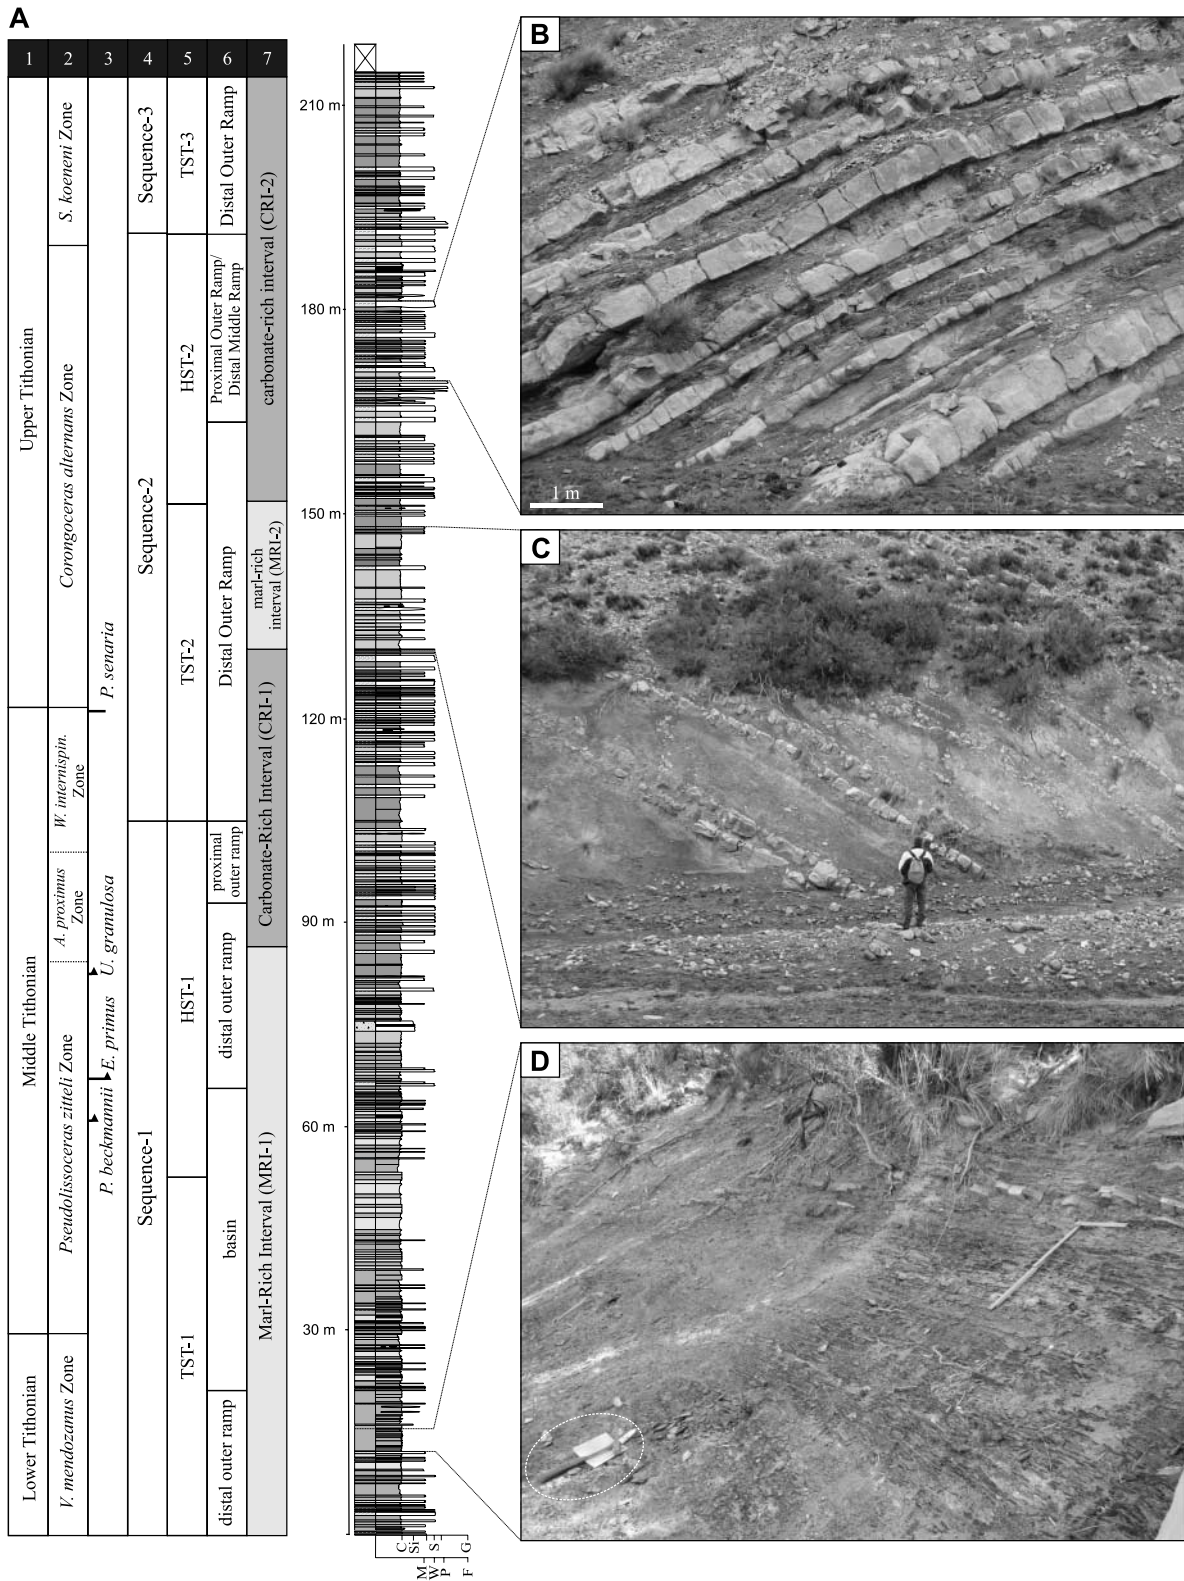 A
1 2 3 4 5 6 7
Upper Tithonian
Middle Tithonian
Lower Tithonian
S. koeneni Zone
Corongoceras alternans Zone
W. internispin.
Zone
A. proximus
Zone
Pseudolissoceras zitteli Zone
V. mendozanus Zone
P. senaria
U. granulosa
E. primus
P. beckmannii
Sequence-3
Sequence-2
Sequence-1
TST-3
HST-2
TST-2
HST-1
TST-1
Distal Outer Ramp
Proximal Outer Ramp/
Distal Middle Ramp
Distal Outer Ramp
proximal
outer ramp
distal outer ramp
basin
distal outer ramp
carbonate-rich interval (CRI-2)
marl-rich
interval (MRI-2)
Carbonate-Rich Interval (CRI-1)
Marl-Rich Interval (MRI-1)
210 m
180 m
150 m
120 m
90 m
60 m
30 m
C Si S G
M W P F
B
1 m
C
D